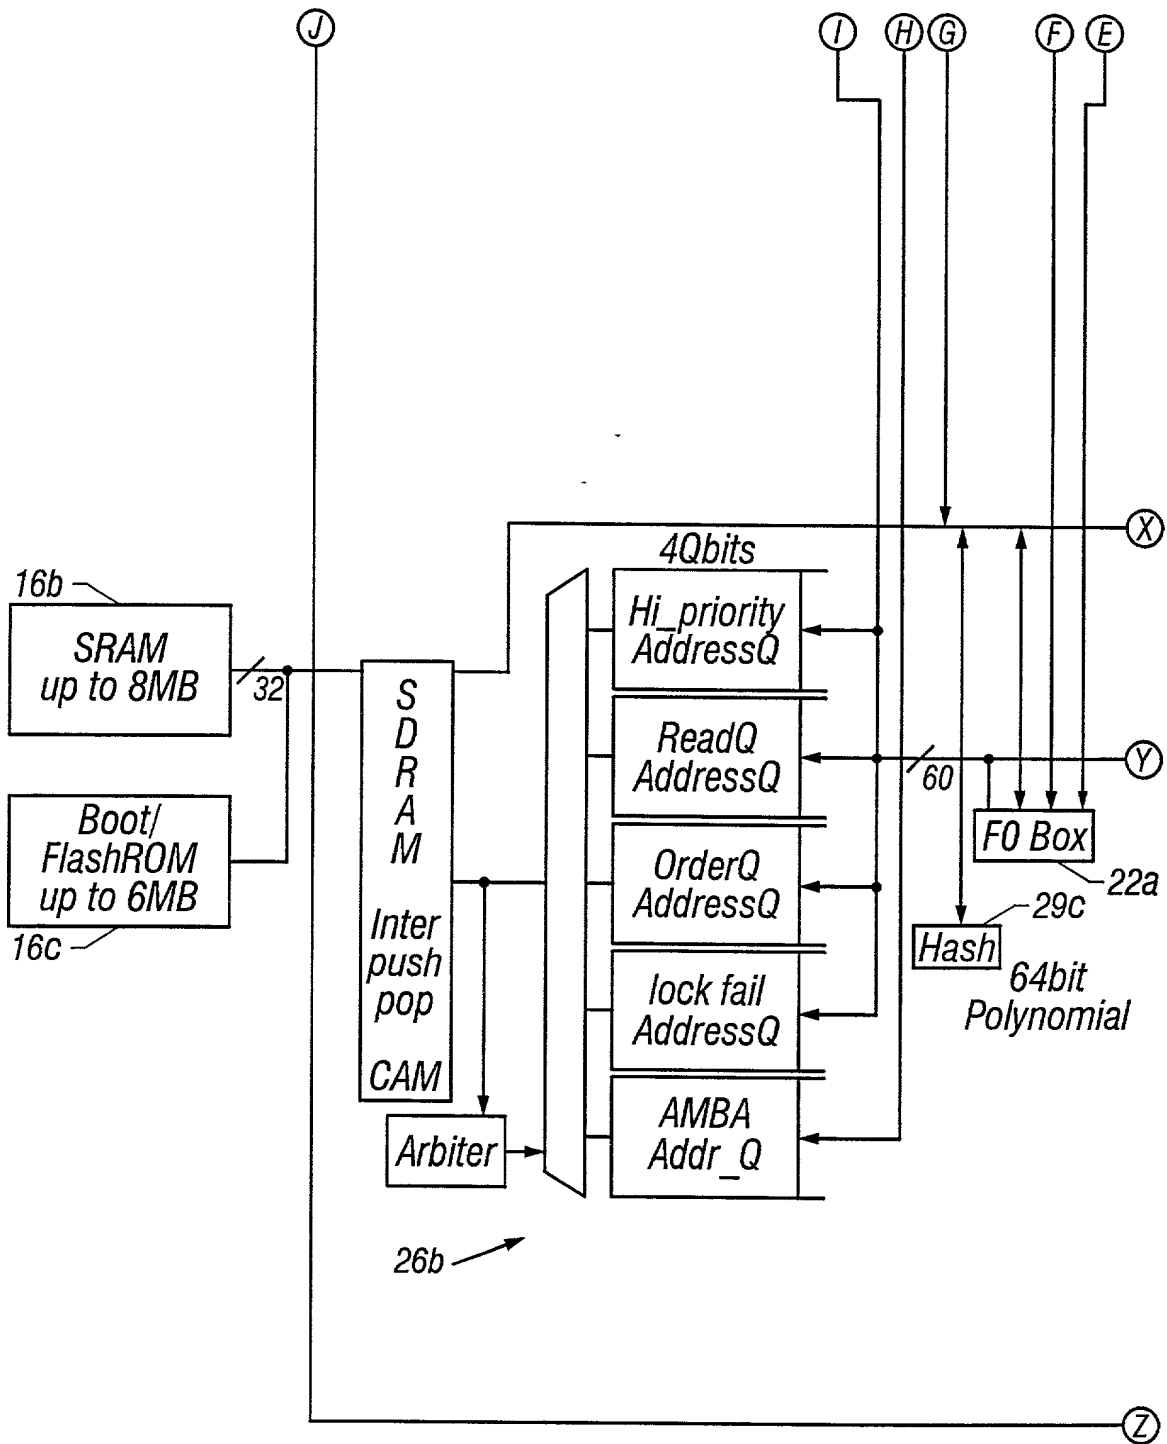 J
I
H
G
F
E
X
4Qbits
16b
SRAM
up to 8MB
32
Hi_priority
AddressQ
S
D
R
A
M
Inter
push
pop
CAM
ReadQ
AddressQ
60
Y
Boot/
FlashROM
up to 6MB
16c
F0 Box
22a
OrderQ
AddressQ
29c
Hash
64bit
Polynomial
lock fail
AddressQ
AMBA
Addr_Q
Arbiter
26b
Z